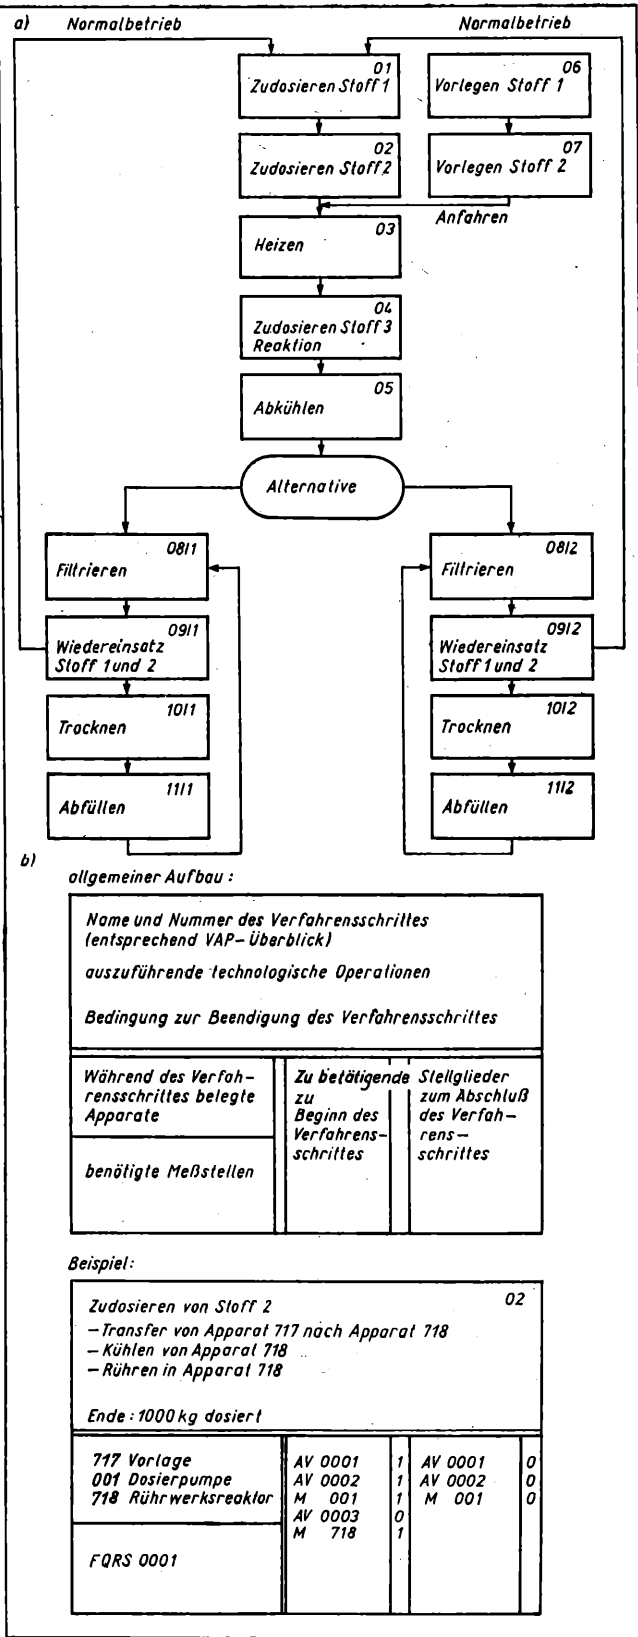 a) Normalbetrieb Normalbetrieb
01
Zudosieren Stoff 1
06
Vorlegen Stoff 1
02
Zudosieren Stoff 2
07
Vorlegen Stoff 2
Anfahren
03
Heizen
04
Zudosieren Stoff 3
Reaktion
05
Abkühlen
Alternative
08/1
Filtrieren
08/2
Filtrieren
09/1
Wiedereinsatz
Stoff 1 und 2
09/2
Wiedereinsatz
Stoff 1 und 2
10/1
Trocknen
10/2
Trocknen
11/1
Abfüllen
11/2
Abfüllen
b)
allgemeiner Aufbau:
Name und Nummer des Verfahrensschrittes
(entsprechend VAP-Überblick)
auszuführende technologische Operationen
Bedingung zur Beendigung des Verfahrensschrittes
Während des Verfah-
rensschrittes belegte
Apparate
benötigte Meßstellen
Zu betätigende Stellglieder
zu
Beginn des
Verfahrens-
schrittes
zum Abschluß
des Verfah-
rens-
schrittes
Beispiel:
Zudosieren von Stoff 2 02
-Transfer von Apparat 717 nach Apparat 718
-Kühlen von Apparat 718
-Rühren in Apparat 718
Ende: 1000 kg dosiert
717 Vorlage
001 Dosierpumpe
718 Rührwerksreaktor
FQRS 0001
AV 0001 1 AV 0001 0
AV 0002 1 AV 0002 0
M 001 1 M 001 0
AV 0003 0
M 718 1